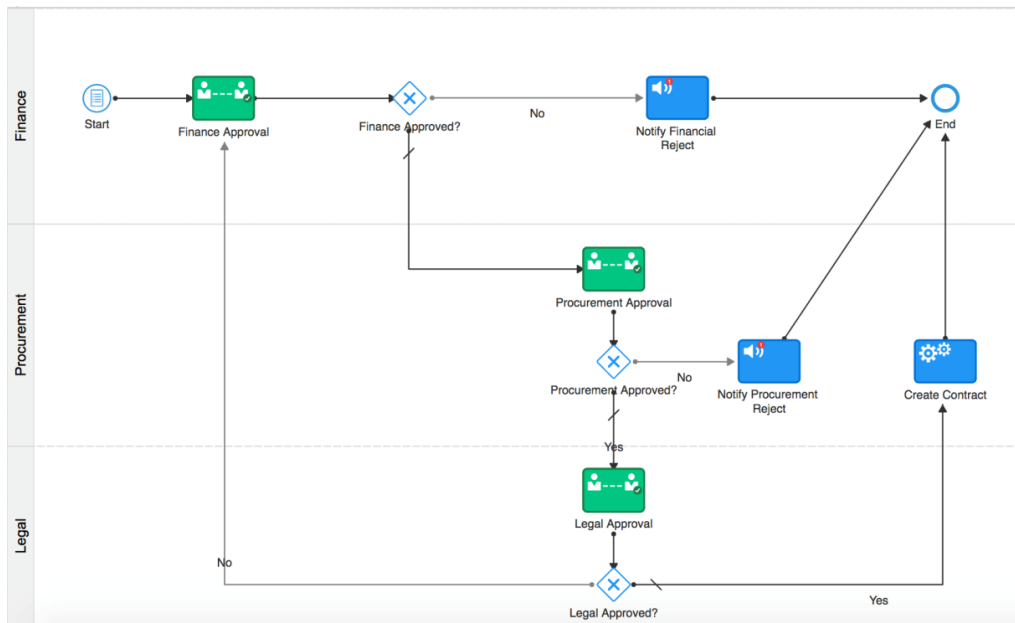 Finance
Start
Finance Approval
Finance Approved?
No
Notify Financial
Reject
End
Procurement
Procurement Approval
Procurement Approved?
No
Notify Procurement
Reject
Create Contract
Yes
Legal
Legal Approval
No
Legal Approved?
Yes